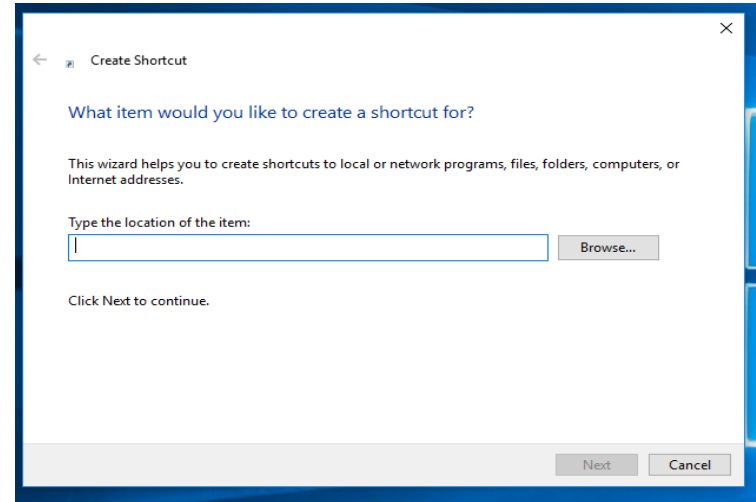 Create Shortcut
What item would you like to create a shortcut for?
This wizard helps you to create shortcuts to local or network programs, files, folders, computers, or
Internet addresses.
Type the location of the item:
Browse...
Click Next to continue.
Next
Cancel